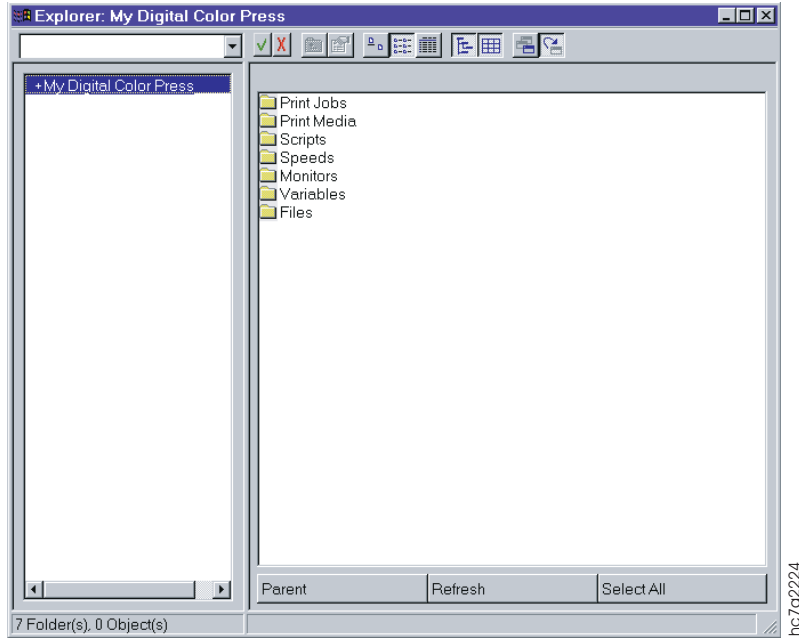 Explorer: My Digital Color Press
+My Digital Color Press
Print Jobs
Print Media
Scripts
Speeds
Monitors
Variables
Files
Parent
Refresh
Select All
7 Folder(s), 0 Object(s)
hc7q2224